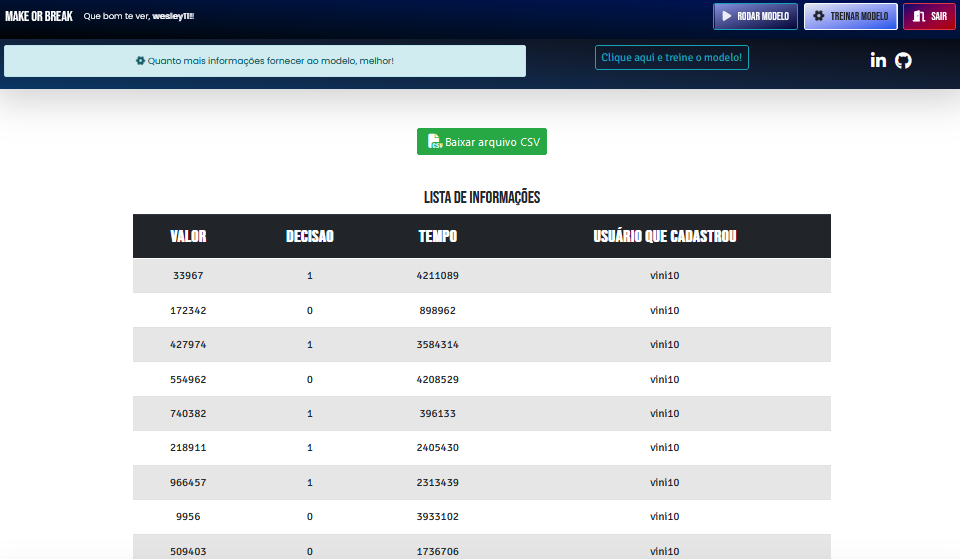 MAKE OR BREAK Que bom te ver, wesley11!! RODAR MODELO TREINAR MODELO SAIR
Quanto mais informações fornecer ao modelo, melhor! Clique aqui e treine o modelo! in
CSV Baixar arquivo CSV
LISTA DE INFORMAÇÕES
VALOR DECISAO TEMPO USUÁRIO QUE CADASTROU
33967 1 4211089 vini10
172342 0 898962 vini10
427974 1 3584314 vini10
554962 0 4208529 vini10
740382 1 396133 vini10
218911 1 2405430 vini10
966457 1 2313439 vini10
9956 0 3933102 vini10
509403 0 1736706 vini10